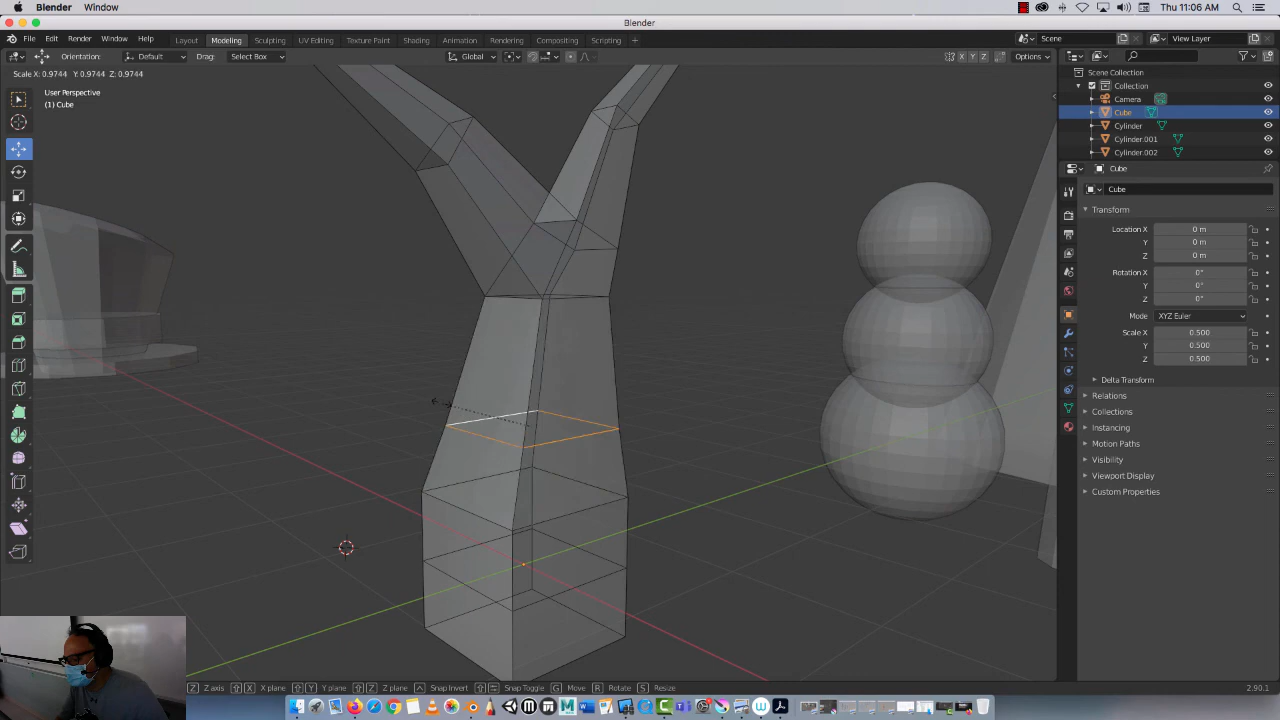 Blender Window Thu 11:06 AM
Blender
File Edit Render Window Help Layout Modeling Sculpting UV Editing Texture Paint Shading Animation Rendering Compositing Scripting + Scene View Layer
Orientation: Default Drag: Select Box Global X Y Z Options
Scale X: 0.9744 Y: 0.9744 Z: 0.9744
User Perspective
(1) Cube
Scene Collection
Collection
Camera
Cube
Cylinder
Cylinder.001
Cylinder.002
Cube
Cube
Transform
Location X 0 m
Y 0 m
Z 0 m
Rotation X 0°
Y 0°
Z 0°
Mode XYZ Euler
Scale X 0.500
Y 0.500
Z 0.500
Delta Transform
Relations
Collections
Instancing
Motion Paths
Visibility
Viewport Display
Custom Properties
Z Z axis X X plane Y Y plane Z Z plane Snap Invert Snap Toggle G Move R Rotate S Resize 2.90.1